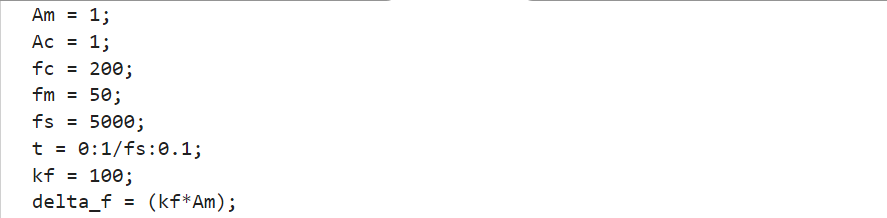 Am = 1;
Ac = 1;
fc = 200;
fm = 50;
fs = 5000;
t = 0:1/fs:0.1;
kf = 100;
delta_f = (kf*Am);